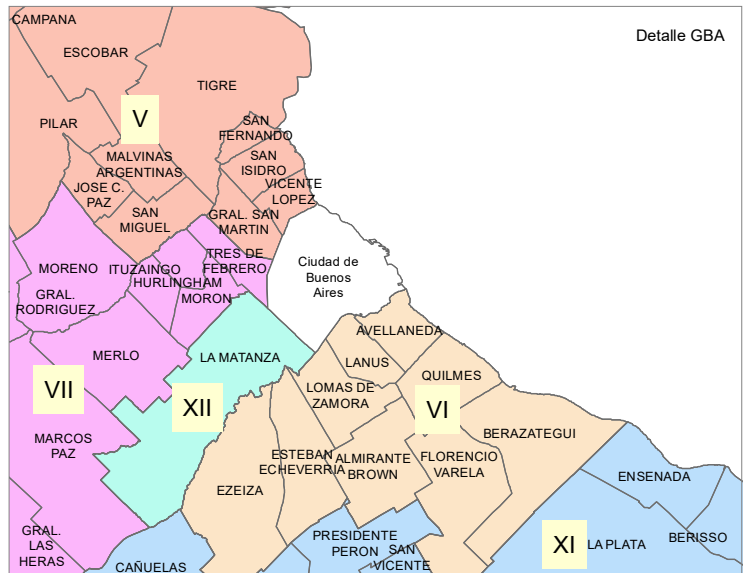 CAMPANA
Detalle GBA
ESCOBAR
TIGRE
V
PILAR
SAN
FERNANDO
MALVINAS
ARGENTINAS
SAN
ISIDRO
JOSE C.
PAZ
VICENTE
LOPEZ
SAN
MIGUEL
GRAL. SAN
MARTIN
MORENO
ITUZAINGO
HURLINGHAM
TRES DE
FEBRERO
Ciudad de
Buenos
Aires
GRAL.
RODRIGUEZ
MORON
AVELLANEDA
MERLO
LA MATANZA
LANUS
QUILMES
VII
XII
LOMAS DE
ZAMORA
VI
MARCOS
PAZ
BERAZATEGUI
ESTEBAN
ECHEVERRIA
ALMIRANTE
BROWN
FLORENCIO
VARELA
ENSENADA
EZEIZA
GRAL.
LAS
HERAS
PRESIDENTE
PERON
SAN
VICENTE
XI
LA PLATA
BERISSO
CAÑUELAS